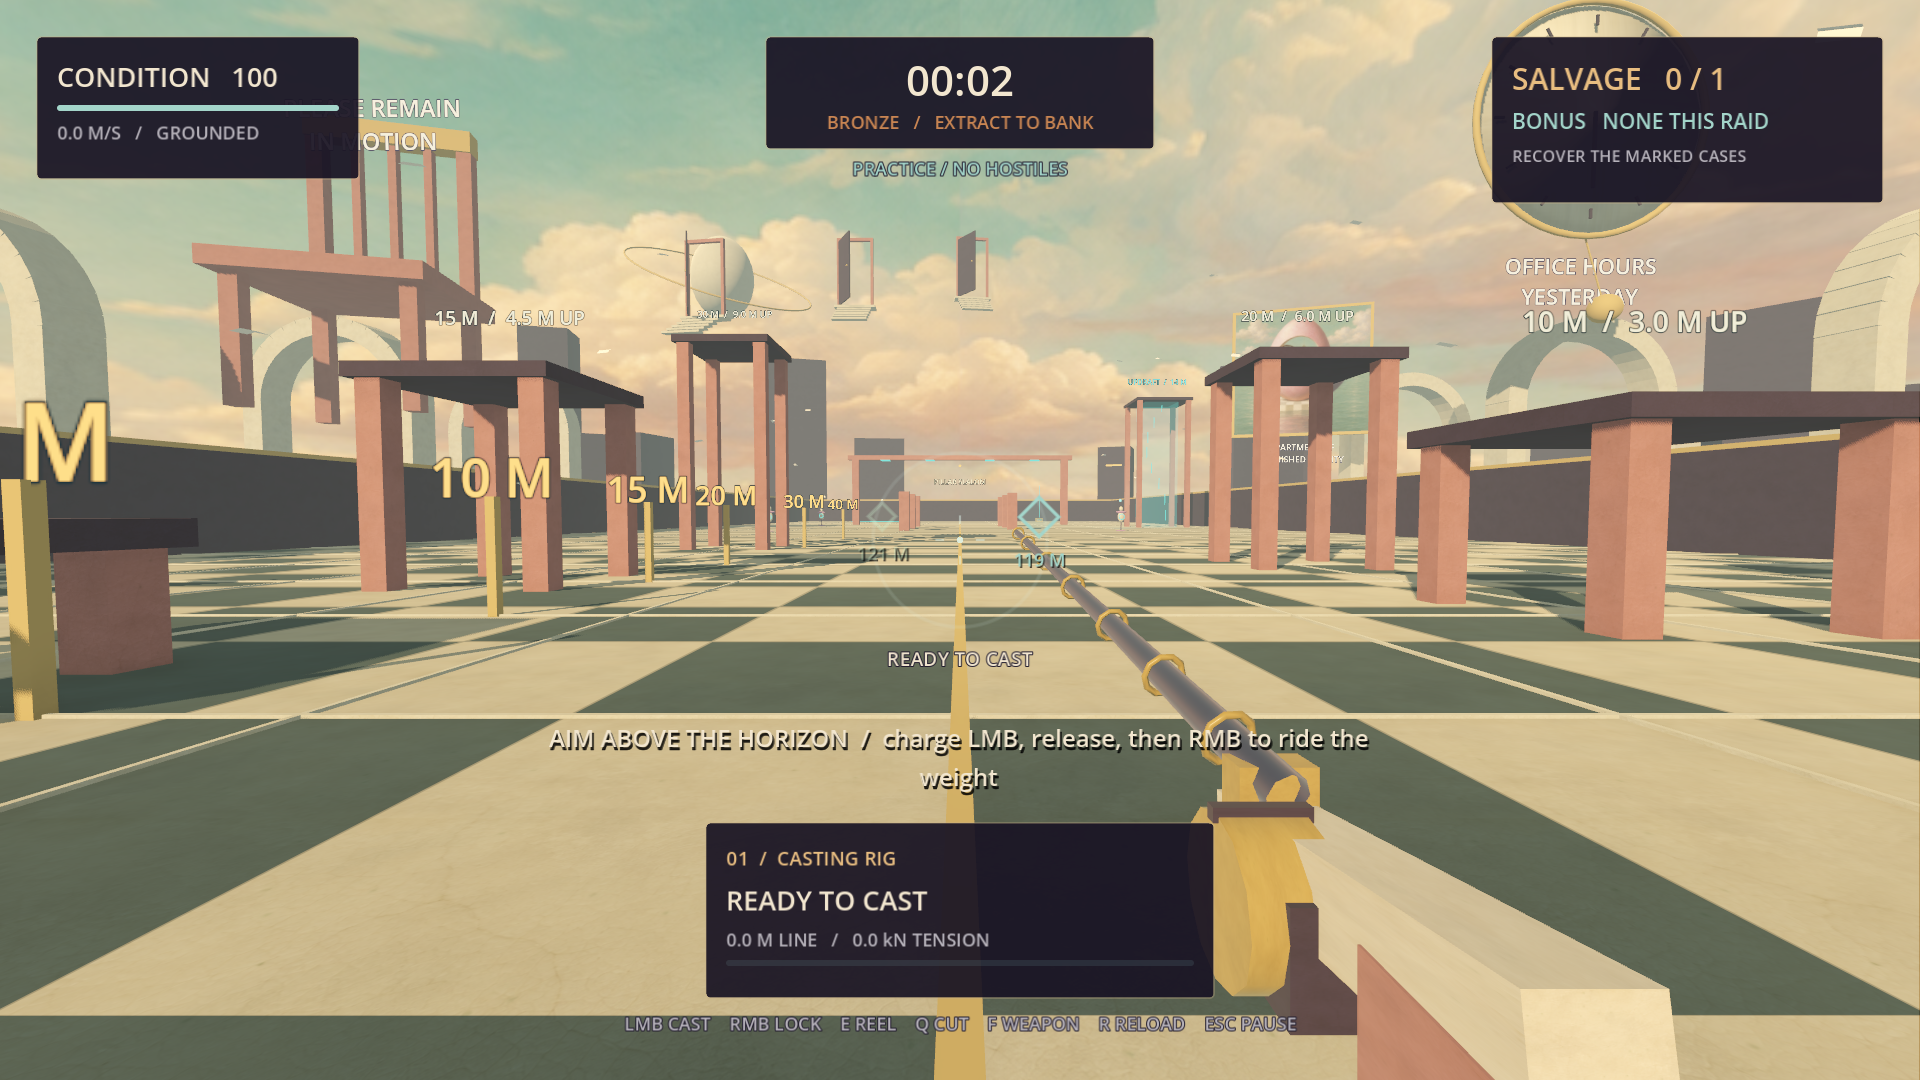 CONDITION 100
0.0 M/S / GROUNDED
REMAIN
IN MOTION
00:02
BRONZE / EXTRACT TO BANK
PRACTICE / NO HOSTILES
SALVAGE 0 / 1
BONUS NONE THIS RAID
RECOVER THE MARKED CASES
OFFICE HOURS
YESTERDAY
10 M / 3.0 M UP
15 M / 4.5 M UP
20 M / 6.0 M UP
M
10 M
15 M
20 M
30 M
40 M
121 M
119 M
READY TO CAST
AIM ABOVE THE HORIZON / charge LMB, release, then RMB to ride the
weight
01 / CASTING RIG
READY TO CAST
0.0 M LINE / 0.0 kN TENSION
LMB CAST RMB LOCK E REEL Q CUT F WEAPON R RELOAD ESC PAUSE